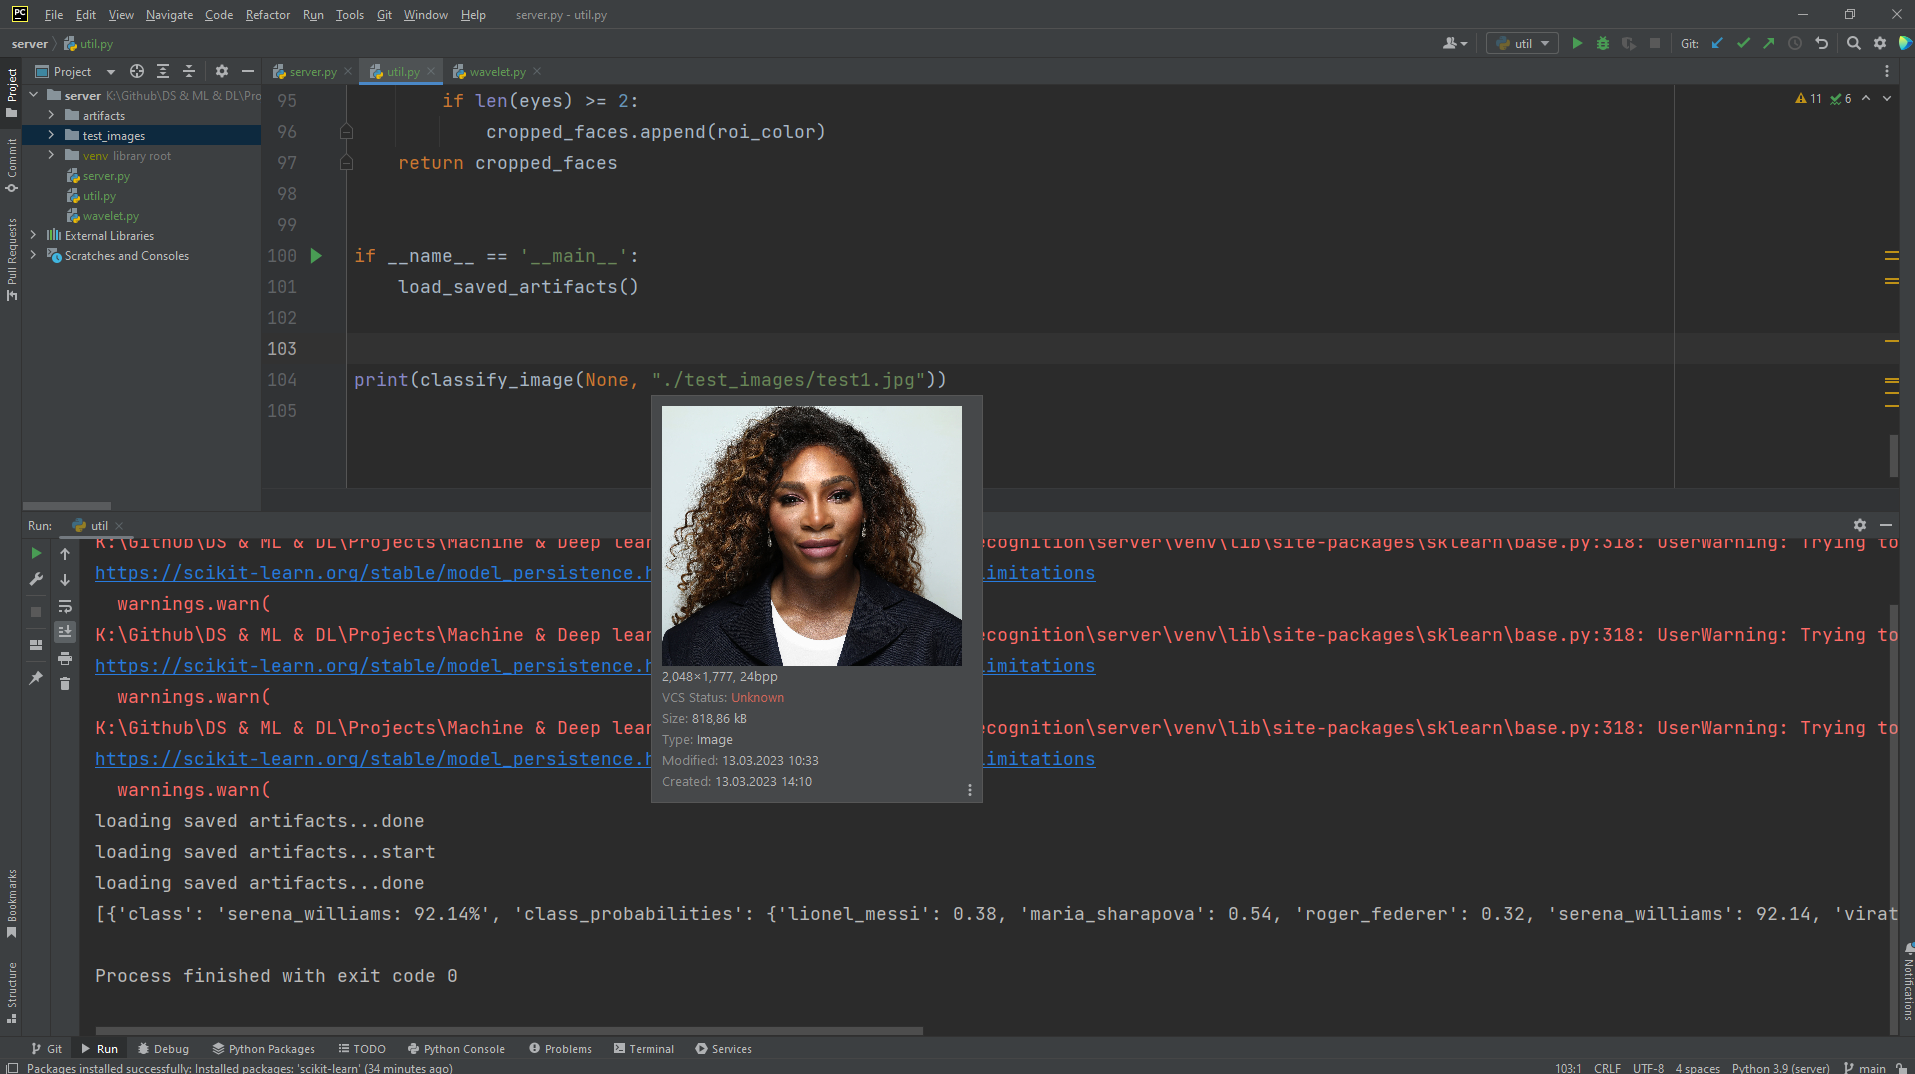 PC File Edit View Navigate Code Refactor Run Tools Git Window Help server.py - util.py
server util.py util Git:
Project server.py util.py wavelet.py
server K:\Github\DS & ML & DL\Pro
artifacts
test_images
venv library root
server.py
util.py
wavelet.py
External Libraries
Scratches and Consoles
Project
Commit
Pull Requests
11 6
95 if len(eyes) >= 2:
96 cropped_faces.append(roi_color)
97 return cropped_faces
98
99
100 if __name__ == '__main__':
101 load_saved_artifacts()
102
103
104 print(classify_image(None, "./test_images/test1.jpg"))
105
2,048×1,777, 24bpp
VCS Status: Unknown
Size: 818,86 kB
Type: Image
Modified: 13.03.2023 10:33
Created: 13.03.2023 14:10
Run: util
K:\Github\DS & ML & DL\Projects\Machine & Deep lear ecognition\server\venv\lib\site-packages\sklearn\base.py:318: UserWarning: Trying to
https://scikit-learn.org/stable/model_persistence.h limitations
warnings.warn(
K:\Github\DS & ML & DL\Projects\Machine & Deep lear ecognition\server\venv\lib\site-packages\sklearn\base.py:318: UserWarning: Trying to
https://scikit-learn.org/stable/model_persistence.h limitations
warnings.warn(
K:\Github\DS & ML & DL\Projects\Machine & Deep lear ecognition\server\venv\lib\site-packages\sklearn\base.py:318: UserWarning: Trying to
https://scikit-learn.org/stable/model_persistence.h limitations
warnings.warn(
loading saved artifacts...done
loading saved artifacts...start
loading saved artifacts...done
[{'class': 'serena_williams: 92.14%', 'class_probabilities': {'lionel_messi': 0.38, 'maria_sharapova': 0.54, 'roger_federer': 0.32, 'serena_williams': 92.14, 'virat
Process finished with exit code 0
Bookmarks
Structure
Notifications
Git Run Debug Python Packages TODO Python Console Problems Terminal Services
Packages installed successfully: Installed packages: 'scikit-learn' (34 minutes ago) 103:1 CRLF UTF-8 4 spaces Python 3.9 (server) main